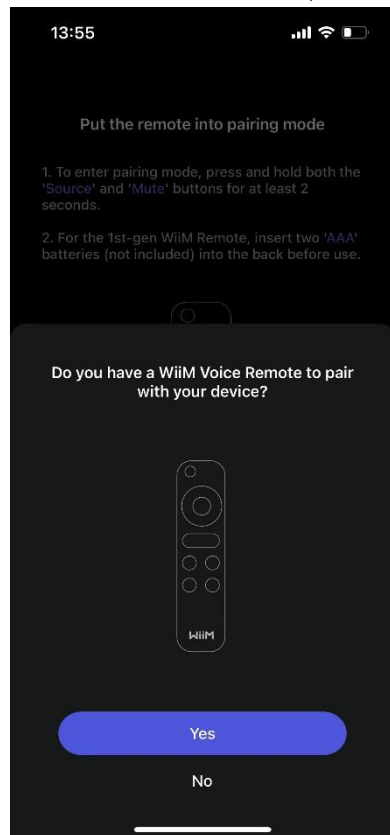 13:55
Put the remote into pairing mode
1. To enter pairing mode, press and hold both the
'Source' and 'Mute' buttons for at least 2
seconds.
2. For the 1st-gen WiiM Remote, insert two 'AAA'
batteries (not included) into the back before use.
Do you have a WiiM Voice Remote to pair
with your device?
WiiM
Yes
No